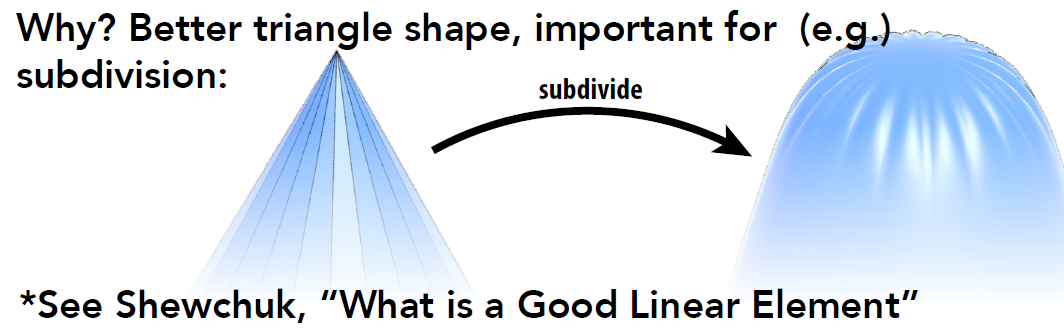 Why? Better triangle shape, important for (e.g.)
subdivision:
subdivide
*See Shewchuk, “What is a Good Linear Element”